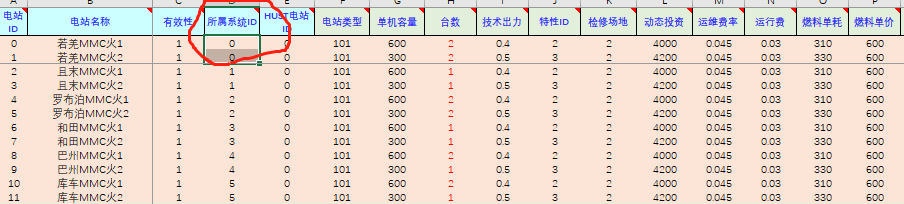 A B C D E F G H I J K L M N O P
电站ID 电站名称 有效性 所属系统ID HUST电站ID 电站类型 单机容量 台数 技术出力 特性ID 检修场地 动态投资 运维费率 运行费 燃料单耗 燃料单价
0 若羌MMC火1 1 0 0 101 600 2 0.4 2 2 4000 0.045 0.03 310 600
1 若羌MMC火2 1 0 0 101 300 2 0.5 3 2 4200 0.045 0.03 330 600
2 且末MMC火1 1 1 0 101 600 1 0.4 2 2 4000 0.045 0.03 310 600
3 且末MMC火2 1 1 0 101 300 1 0.5 3 2 4200 0.045 0.03 330 600
4 罗布泊MMC火1 1 2 0 101 600 2 0.4 2 2 4000 0.045 0.03 310 600
5 罗布泊MMC火2 1 2 0 101 300 2 0.5 3 2 4200 0.045 0.03 330 600
6 和田MMC火1 1 3 0 101 600 1 0.4 2 2 4000 0.045 0.03 310 600
7 和田MMC火2 1 3 0 101 300 1 0.5 3 2 4200 0.045 0.03 330 600
8 巴州MMC火1 1 4 0 101 600 2 0.4 2 2 4000 0.045 0.03 310 600
9 巴州MMC火2 1 4 0 101 300 1 0.5 3 2 4200 0.045 0.03 330 600
10 库车MMC火1 1 5 0 101 600 2 0.4 2 2 4000 0.045 0.03 310 600
11 库车MMC火2 1 5 0 101 300 1 0.5 3 2 4200 0.045 0.03 330 600